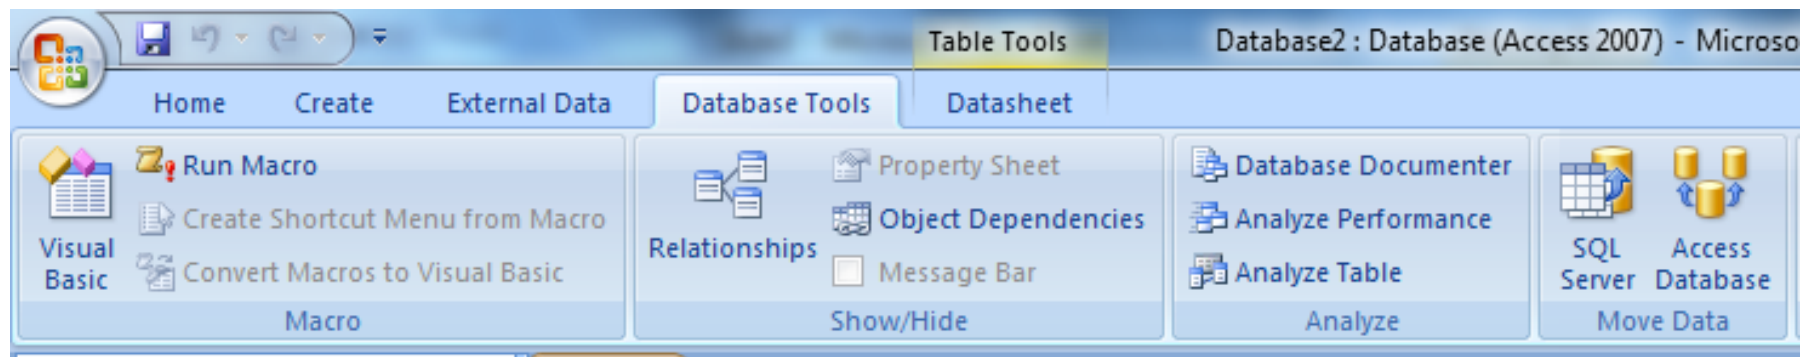 Table Tools
Database2 : Database (Access 2007) - Microso
Home Create External Data Database Tools Datasheet
Visual Basic
Run Macro
Create Shortcut Menu from Macro
Convert Macros to Visual Basic
Macro
Relationships
Property Sheet
Object Dependencies
Message Bar
Show/Hide
Database Documenter
Analyze Performance
Analyze Table
Analyze
SQL
Server
Access
Database
Move Data